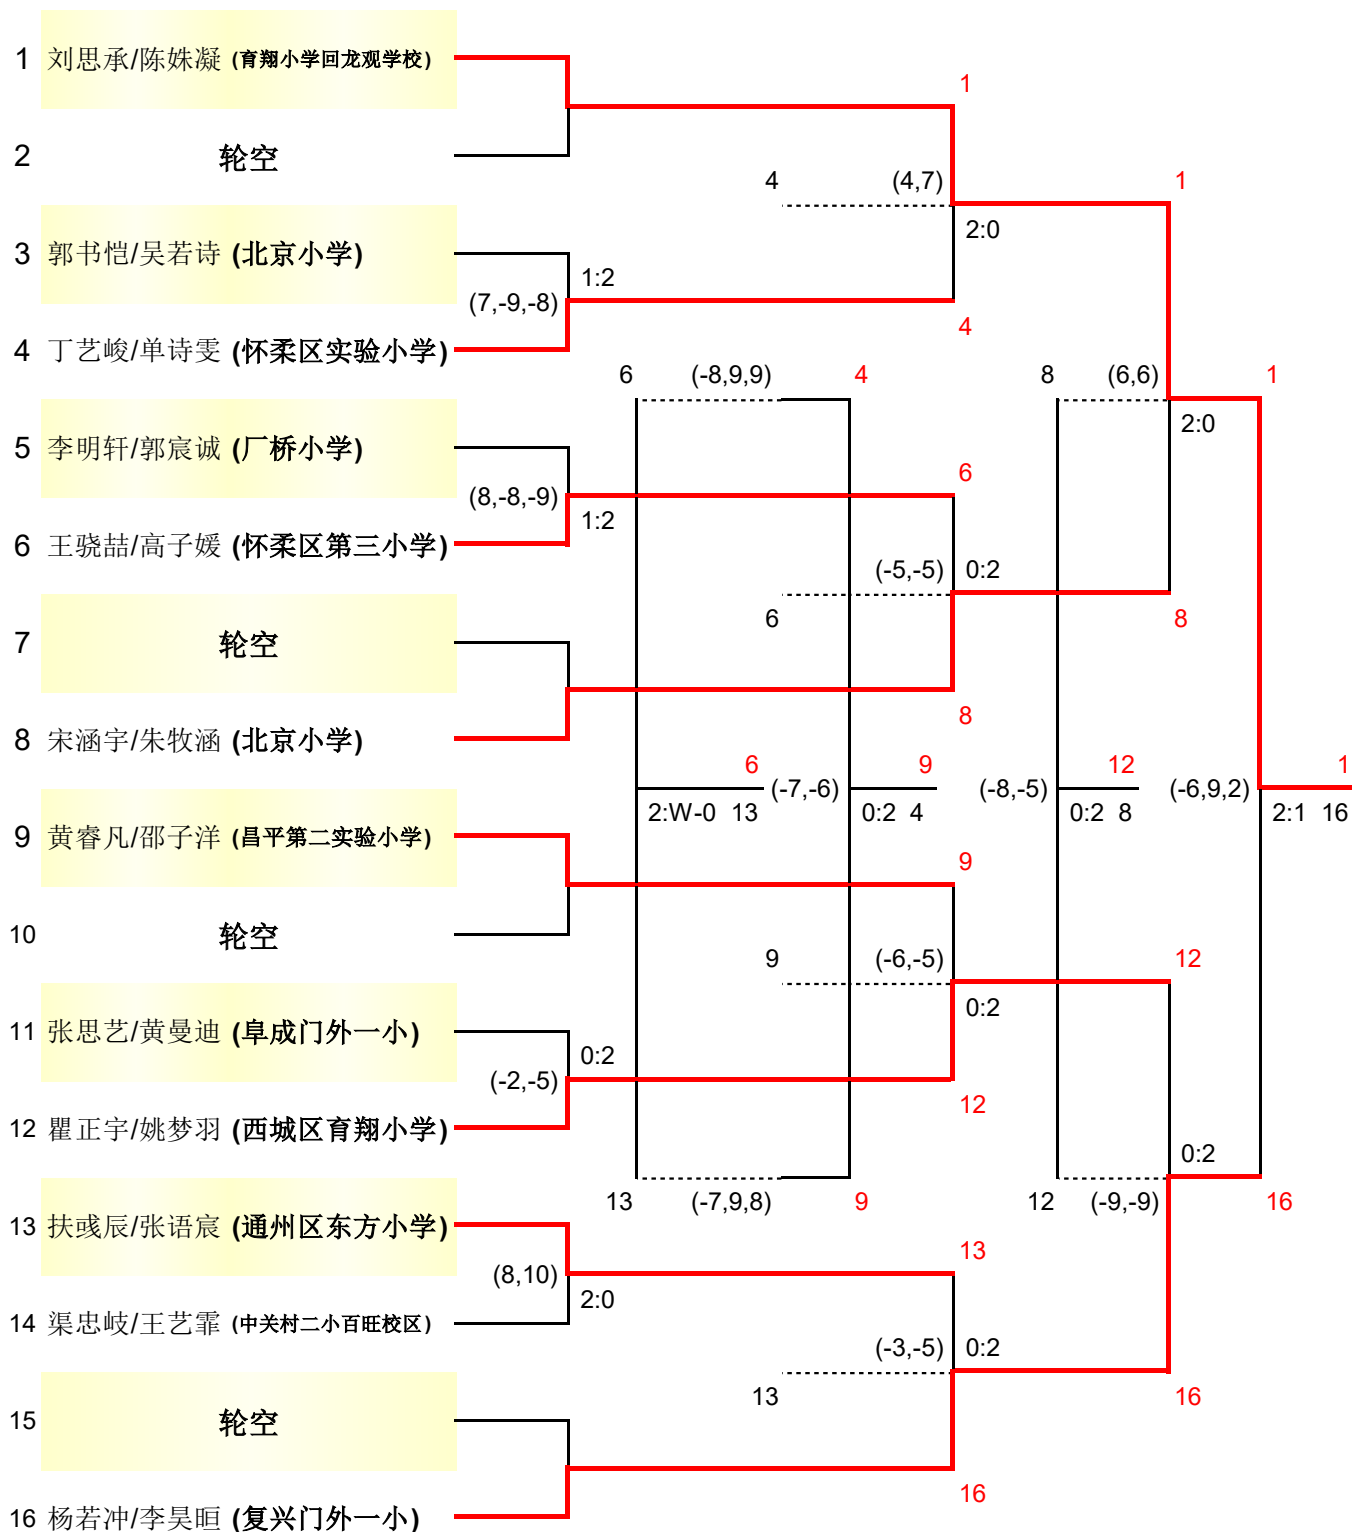 1 刘思承/陈姝凝 (育翔小学回龙观学校)
1
2 轮空
4 (4,7) 1
2:0
3 郭书恺/吴若诗 (北京小学)
1:2
(7,-9,-8)
4
4 丁艺峻/单诗雯 (怀柔区实验小学)
6 (-8,9,9) 4 8 (6,6) 1
2:0
5 李明轩/郭宸诚 (厂桥小学)
6
(8,-8,-9)
1:2
6 王骁喆/高子媛 (怀柔区第三小学)
(-5,-5) 0:2
6 8
7 轮空
8
8 宋涵宇/朱牧涵 (北京小学)
6 (-7,-6) 9 (-8,-5) 12 (-6,9,2) 1
2:W-0 13 0:2 4 0:2 8 2:1 16
9 黄睿凡/邵子洋 (昌平第二实验小学)
9
10 轮空
9 (-6,-5) 12
0:2
11 张思艺/黄曼迪 (阜成门外一小)
0:2
(-2,-5)
12
12 瞿正宇/姚梦羽 (西城区育翔小学)
0:2
13 (-7,9,8) 9 12 (-9,-9) 16
13 扶彧辰/张语宸 (通州区东方小学)
13
(8,10)
2:0
14 渠忠岐/王艺霏 (中关村二小百旺校区)
(-3,-5) 0:2
13 16
15 轮空
16
16 杨若冲/李昊晅 (复兴门外一小)